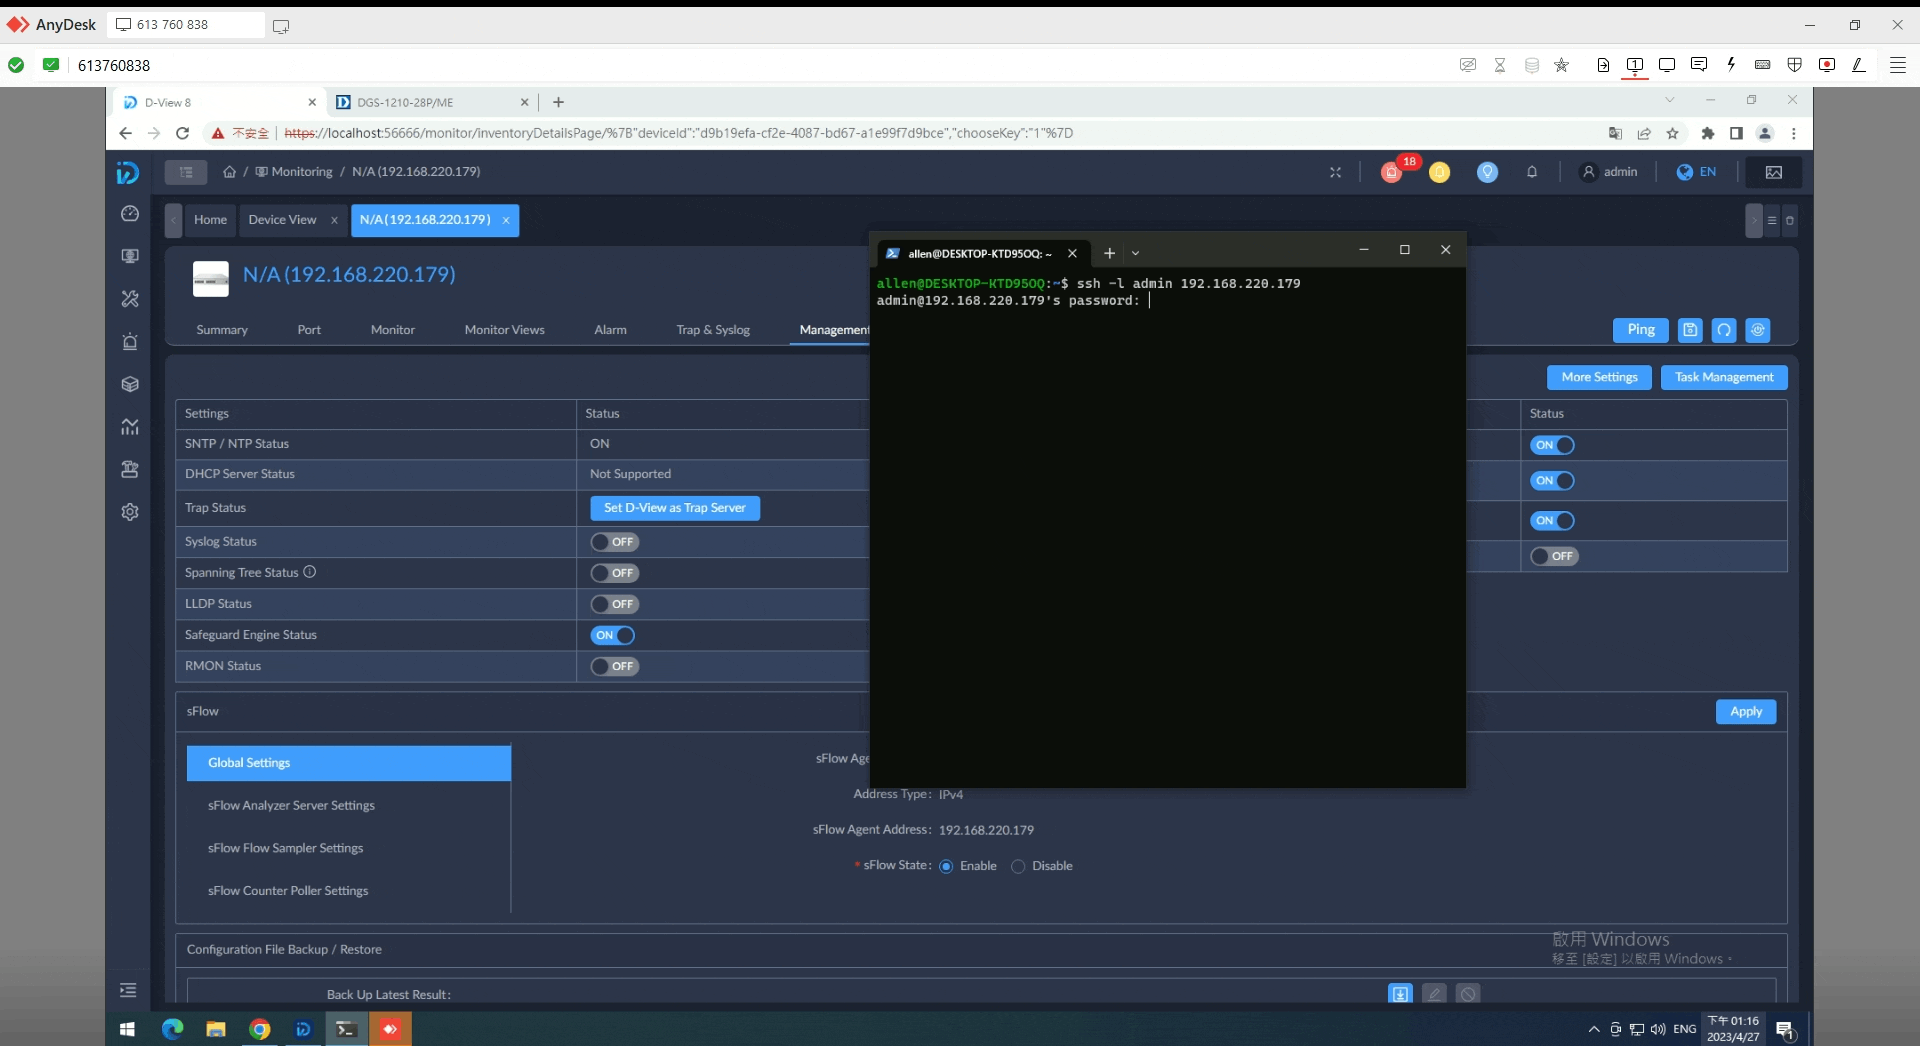 AnyDesk
613 760 838
613760838
D-View 8
DGS-1210-28P/ME
不安全
https://localhost:56666/monitor/inventoryDetailsPage/%7B"deviceId":"d9b19efa-cf2e-4087-bd67-a1e99f7d9bce","chooseKey":"1"%7D
/ Monitoring / N/A (192.168.220.179)
18
admin
EN
Home
Device View
N/A(192.168.220.179)
N/A (192.168.220.179)
Summary
Port
Monitor
Monitor Views
Alarm
Trap & Syslog
Management
Ping
allen@DESKTOP-KTD95OQ: ~
allen@DESKTOP-KTD95OQ:~$ ssh -l admin 192.168.220.179
admin@192.168.220.179's password:
More Settings
Task Management
Settings
Status
Status
SNTP / NTP Status
ON
ON
DHCP Server Status
Not Supported
ON
Trap Status
Set D-View as Trap Server
ON
Syslog Status
OFF
OFF
Spanning Tree Status
OFF
LLDP Status
OFF
Safeguard Engine Status
ON
RMON Status
OFF
sFlow
Apply
Global Settings
sFlow Analyzer Server Settings
sFlow Flow Sampler Settings
sFlow Counter Poller Settings
sFlow Age
Address Type: IPv4
sFlow Agent Address: 192.168.220.179
* sFlow State: Enable Disable
Configuration File Backup / Restore
Back Up Latest Result:
啟用 Windows
移至 [設定] 以啟用 Windows。
ENG
下午 01:16
2023/4/27
1